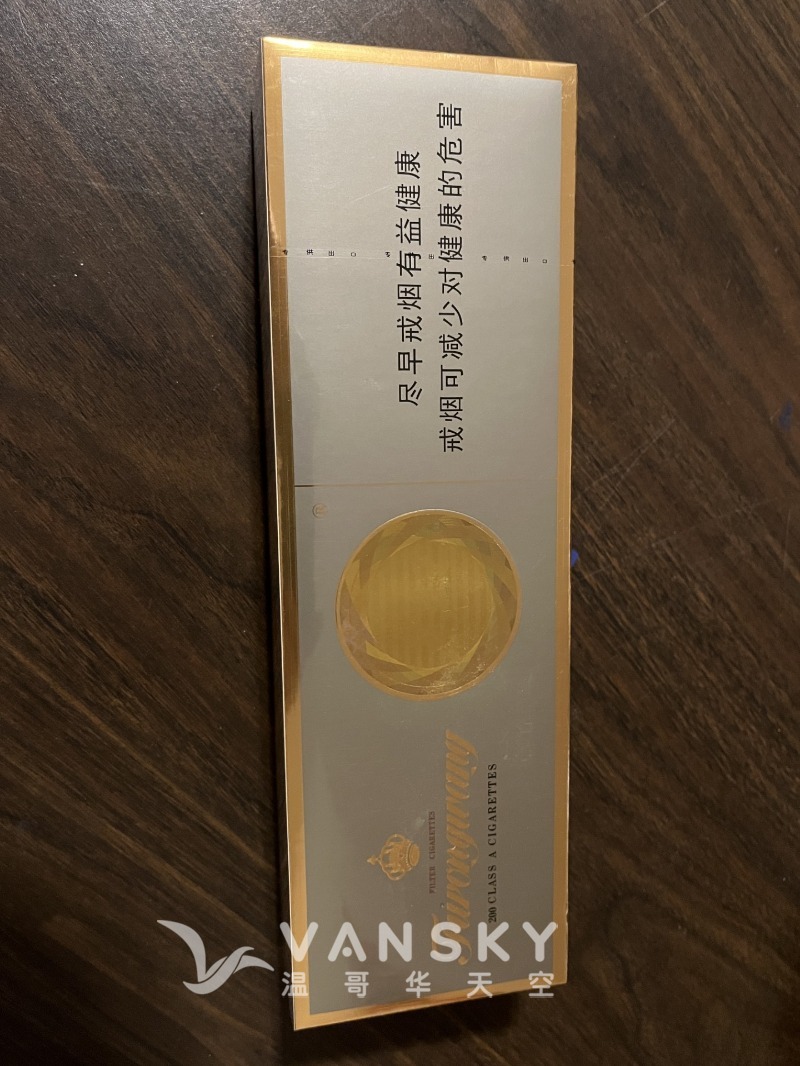 尽早戒烟有益健康
戒烟可减少对健康的危害
®
FILTER CIGARETTES
Furongwang
200 CLASS A CIGARETTES
VANSKY
温哥华天空